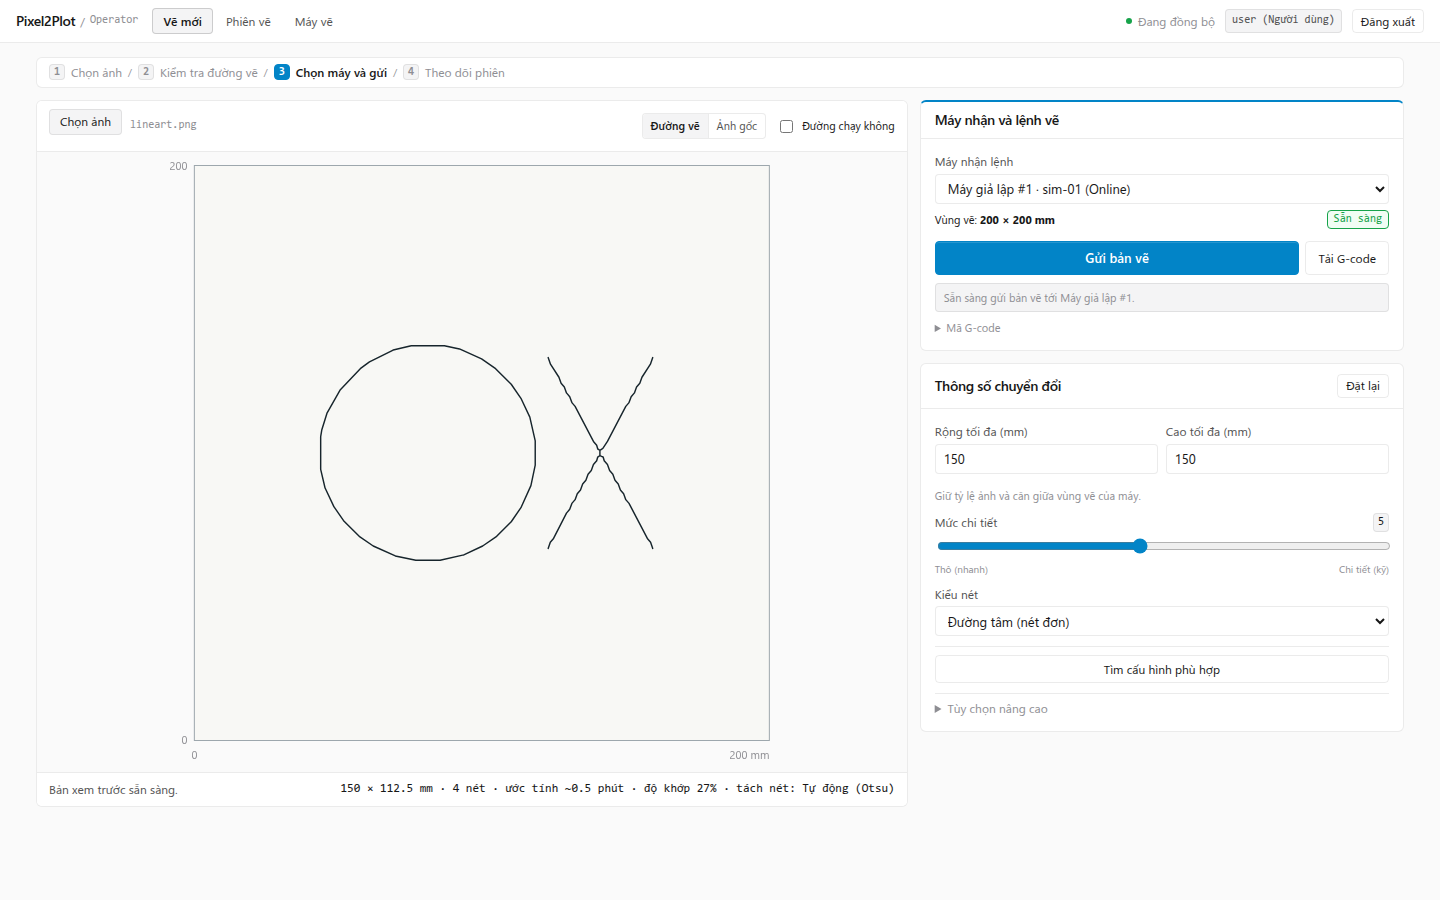 Pixel2Plot / Operator Vẽ mới Phiên vẽ Máy vẽ Đang đồng bộ user (Người dùng) Đăng xuất
1 Chọn ảnh / 2 Kiểm tra đường vẽ / 3 Chọn máy và gửi / 4 Theo dõi phiên
Chọn ảnh lineart.png Đường vẽ Ảnh gốc Đường chạy không
200
0
0 200 mm
Bản xem trước sẵn sàng. 150 × 112.5 mm · 4 nét · ước tính ~0.5 phút · độ khớp 27% · tách nét: Tự động (Otsu)
Máy nhận và lệnh vẽ
Máy nhận lệnh
Máy giả lập #1 · sim-01 (Online)
Vùng vẽ: 200 × 200 mm Sẵn sàng
Gửi bản vẽ Tải G-code
Sẵn sàng gửi bản vẽ tới Máy giả lập #1.
Mã G-code
Thông số chuyển đổi Đặt lại
Rộng tối đa (mm) Cao tối đa (mm)
150 150
Giữ tỷ lệ ảnh và căn giữa vùng vẽ của máy.
Mức chi tiết 5
Thô (nhanh) Chi tiết (kỹ)
Kiểu nét
Đường tâm (nét đơn)
Tìm cấu hình phù hợp
Tùy chọn nâng cao